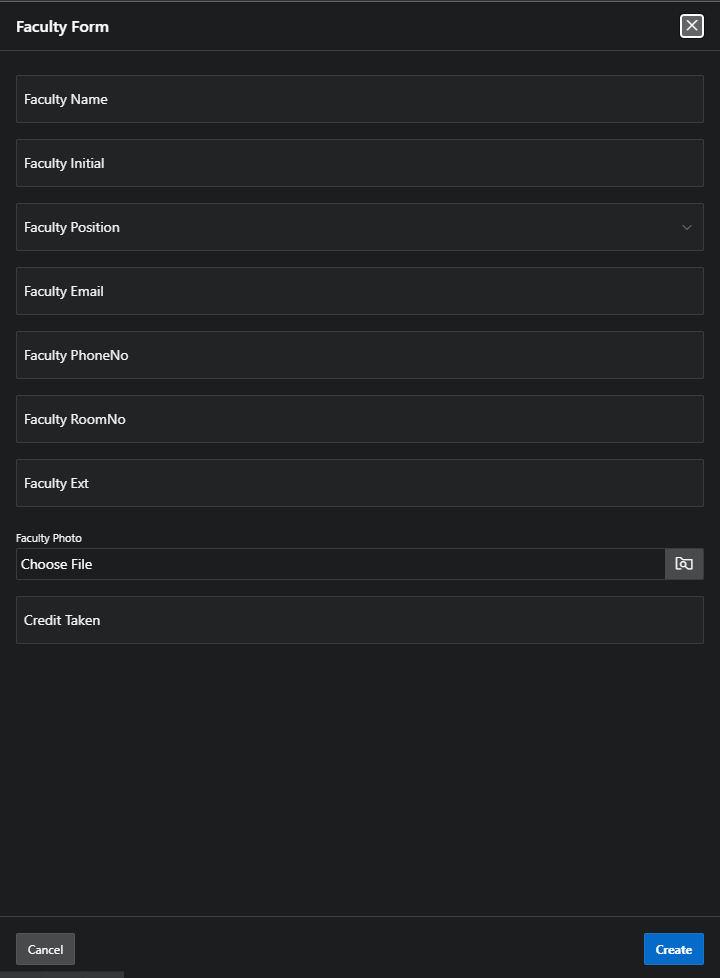 Faculty Form
Faculty Name
Faculty Initial
Faculty Position
Faculty Email
Faculty PhoneNo
Faculty RoomNo
Faculty Ext
Faculty Photo
Choose File
Credit Taken
Cancel
Create